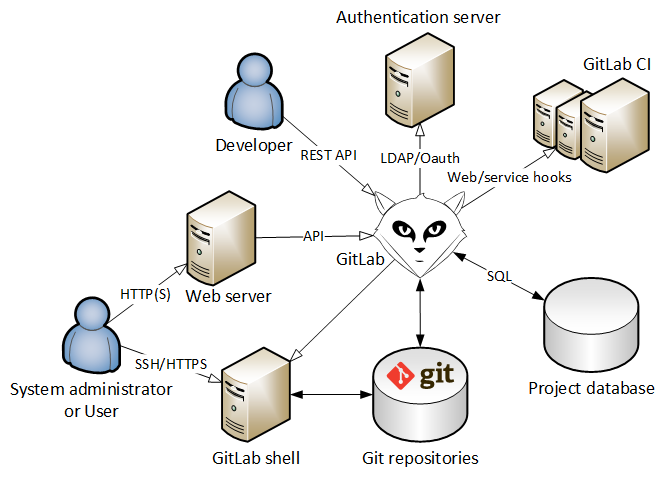 Authentication server
GitLab CI
Developer
REST API
LDAP/Oauth
Web/service hooks
API
GitLab
HTTP(S)
Web server
SQL
SSH/HTTPS
System administrator
or User
git
Project database
GitLab shell
Git repositories